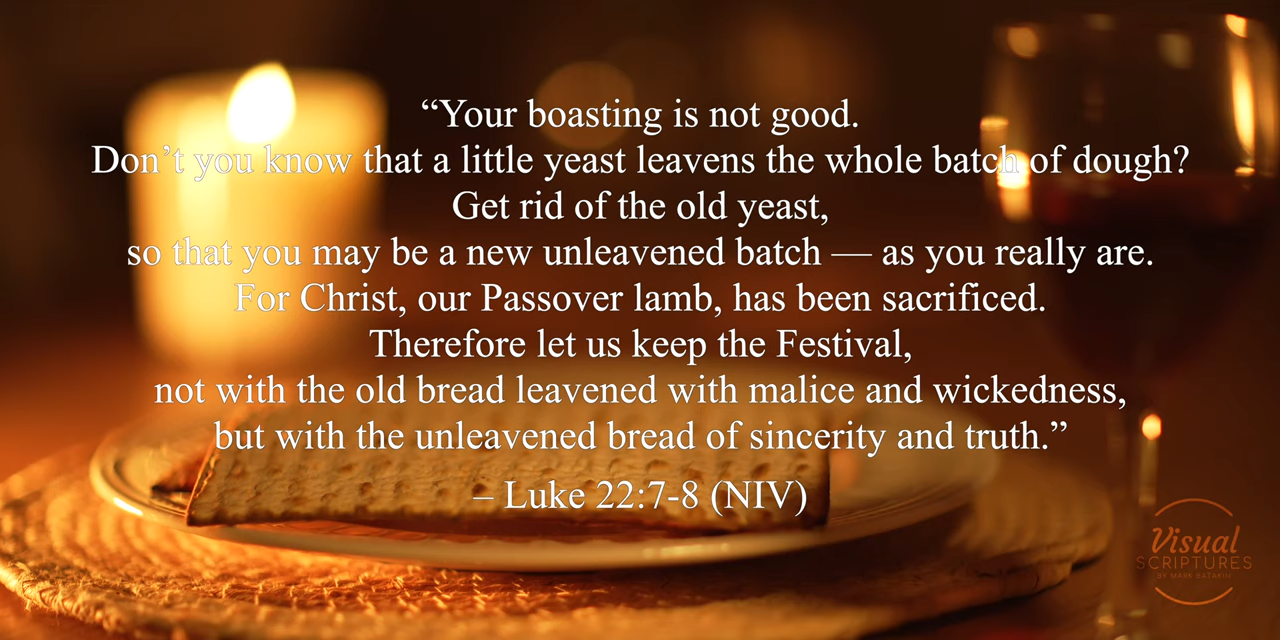 “Your boasting is not good.
Don’t you know that a little yeast leavens the whole batch of dough?
Get rid of the old yeast,
so that you may be a new unleavened batch — as you really are.
For Christ, our Passover lamb, has been sacrificed.
Therefore let us keep the Festival,
not with the old bread leavened with malice and wickedness,
but with the unleavened bread of sincerity and truth.”
– Luke 22:7-8 (NIV)
Visual
SCRIPTURES
BY MARK